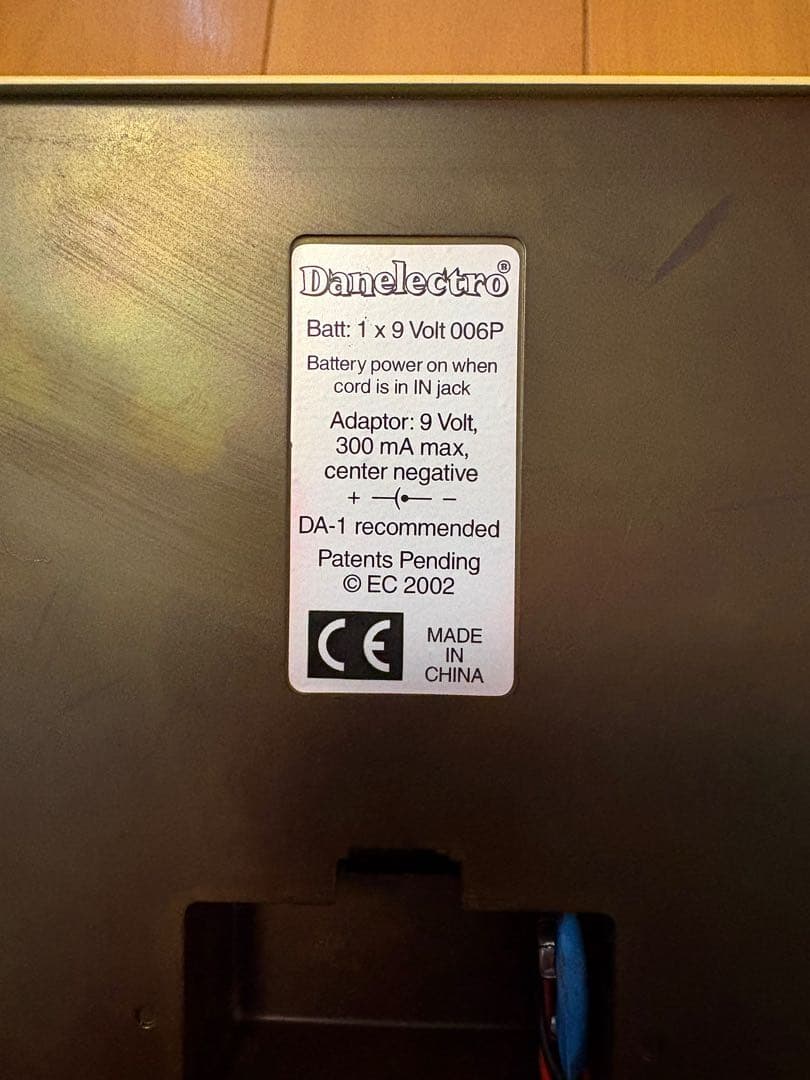 Danelectro®
Batt: 1 x 9 Volt 006P
Battery power on when
cord is in IN jack
Adaptor: 9 Volt,
300 mA max,
center negative
+ −
DA-1 recommended
Patents Pending
© EC 2002
CE
MADE
IN
CHINA